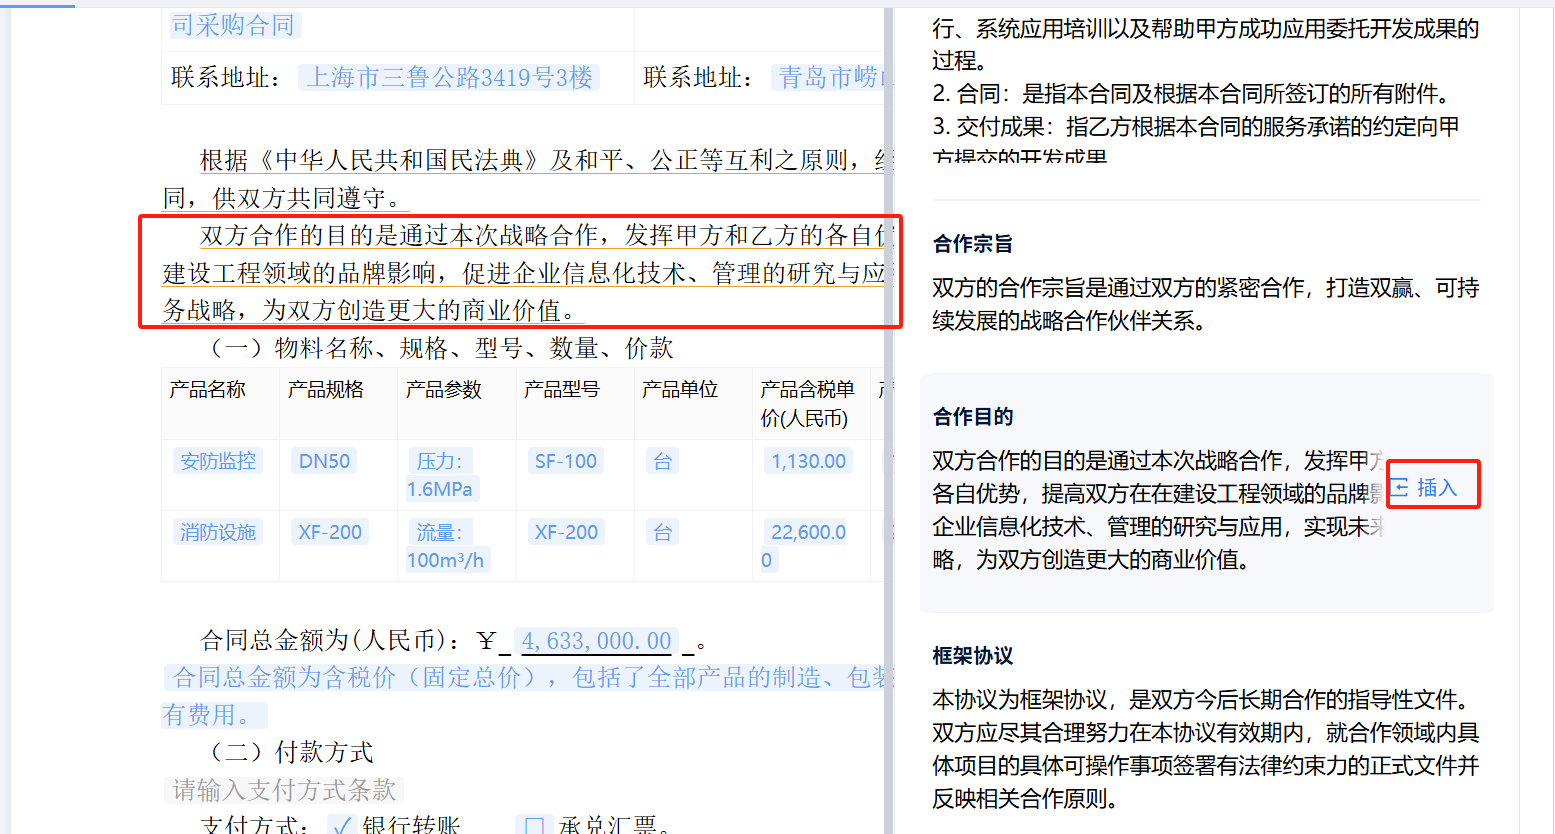 司采购合同
联系地址： 上海市三鲁公路3419号3楼 联系地址： 青岛市崂
根据《中华人民共和国民法典》及和平、公正等互利之原则，
同，供双方共同遵守。
双方合作的目的是通过本次战略合作，发挥甲方和乙方的各自
建设工程领域的品牌影响，促进企业信息化技术、管理的研究与应
务战略，为双方创造更大的商业价值。
（一）物料名称、规格、型号、数量、价款
产品名称 产品规格 产品参数 产品型号 产品单位 产品含税单
价(人民币)
安防监控 DN50 压力： SF-100 台 1,130.00
1.6MPa
消防设施 XF-200 流量： XF-200 台 22,600.0
100m³/h 0
合同总金额为(人民币)：￥_ 4,633,000.00 _。
合同总金额为含税价（固定总价），包括了全部产品的制造、包装
有费用。
（二）付款方式
请输入支付方式条款
支付方式： ✓ 银行转账 □ 承兑汇票。
行、系统应用培训以及帮助甲方成功应用委托开发成果的
过程。
2. 合同：是指本合同及根据本合同所签订的所有附件。
3. 交付成果：指乙方根据本合同的服务承诺的约定向甲
方提交的开发成果
合作宗旨
双方的合作宗旨是通过双方的紧密合作，打造双赢、可持
续发展的战略合作伙伴关系。
合作目的
双方合作的目的是通过本次战略合作，发挥甲方
各自优势，提高双方在在建设工程领域的品牌影
插入
企业信息化技术、管理的研究与应用，实现未来
略，为双方创造更大的商业价值。
框架协议
本协议为框架协议，是双方今后长期合作的指导性文件。
双方应尽其合理努力在本协议有效期内，就合作领域内具
体项目的具体可操作事项签署有法律约束力的正式文件并
反映相关合作原则。